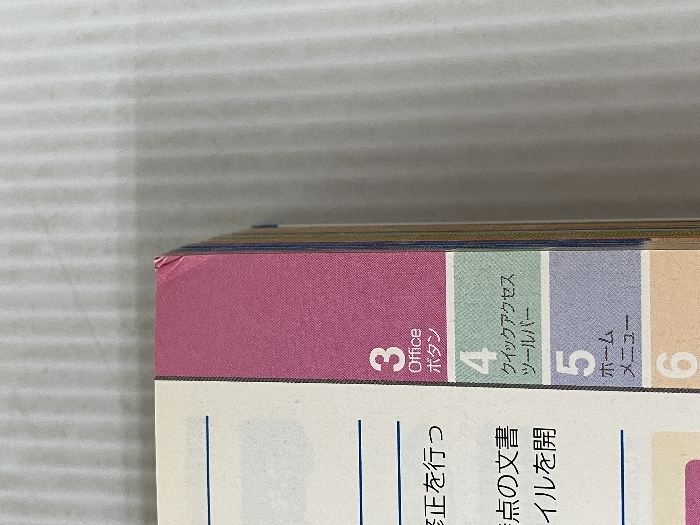 3
Office
ボタン
4
クイックアクセス
ツールバー
5
ホーム
メニュー
6
修正を行っ
点の文書
イルを開